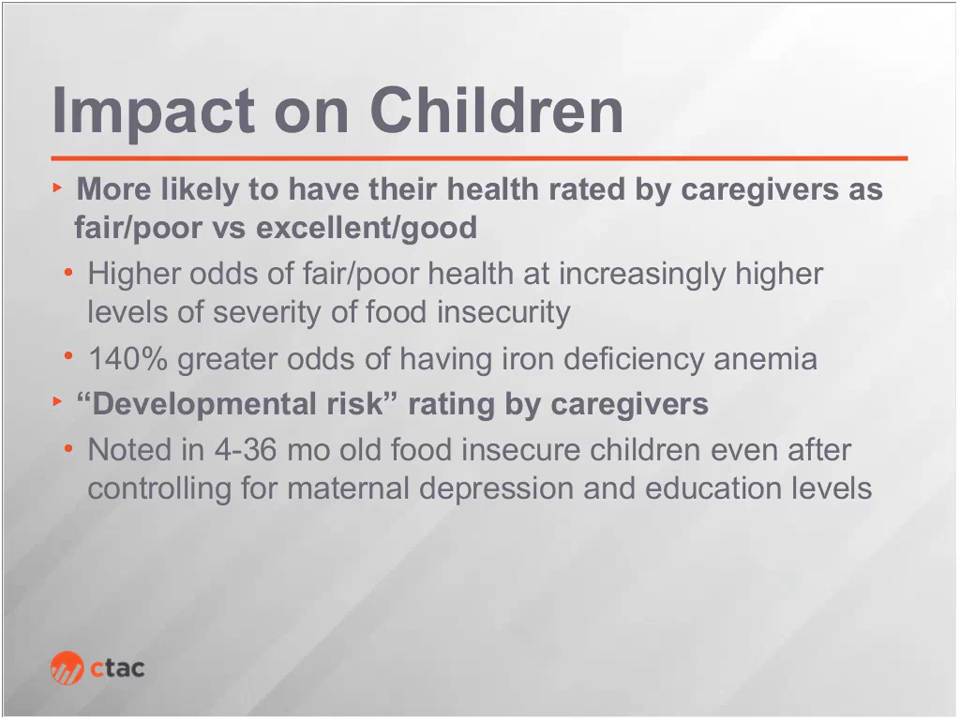 Impact on Children
‣ More likely to have their health rated by caregivers as
fair/poor vs excellent/good
• Higher odds of fair/poor health at increasingly higher
levels of severity of food insecurity
• 140% greater odds of having iron deficiency anemia
‣ “Developmental risk” rating by caregivers
• Noted in 4-36 mo old food insecure children even after
controlling for maternal depression and education levels
ctac